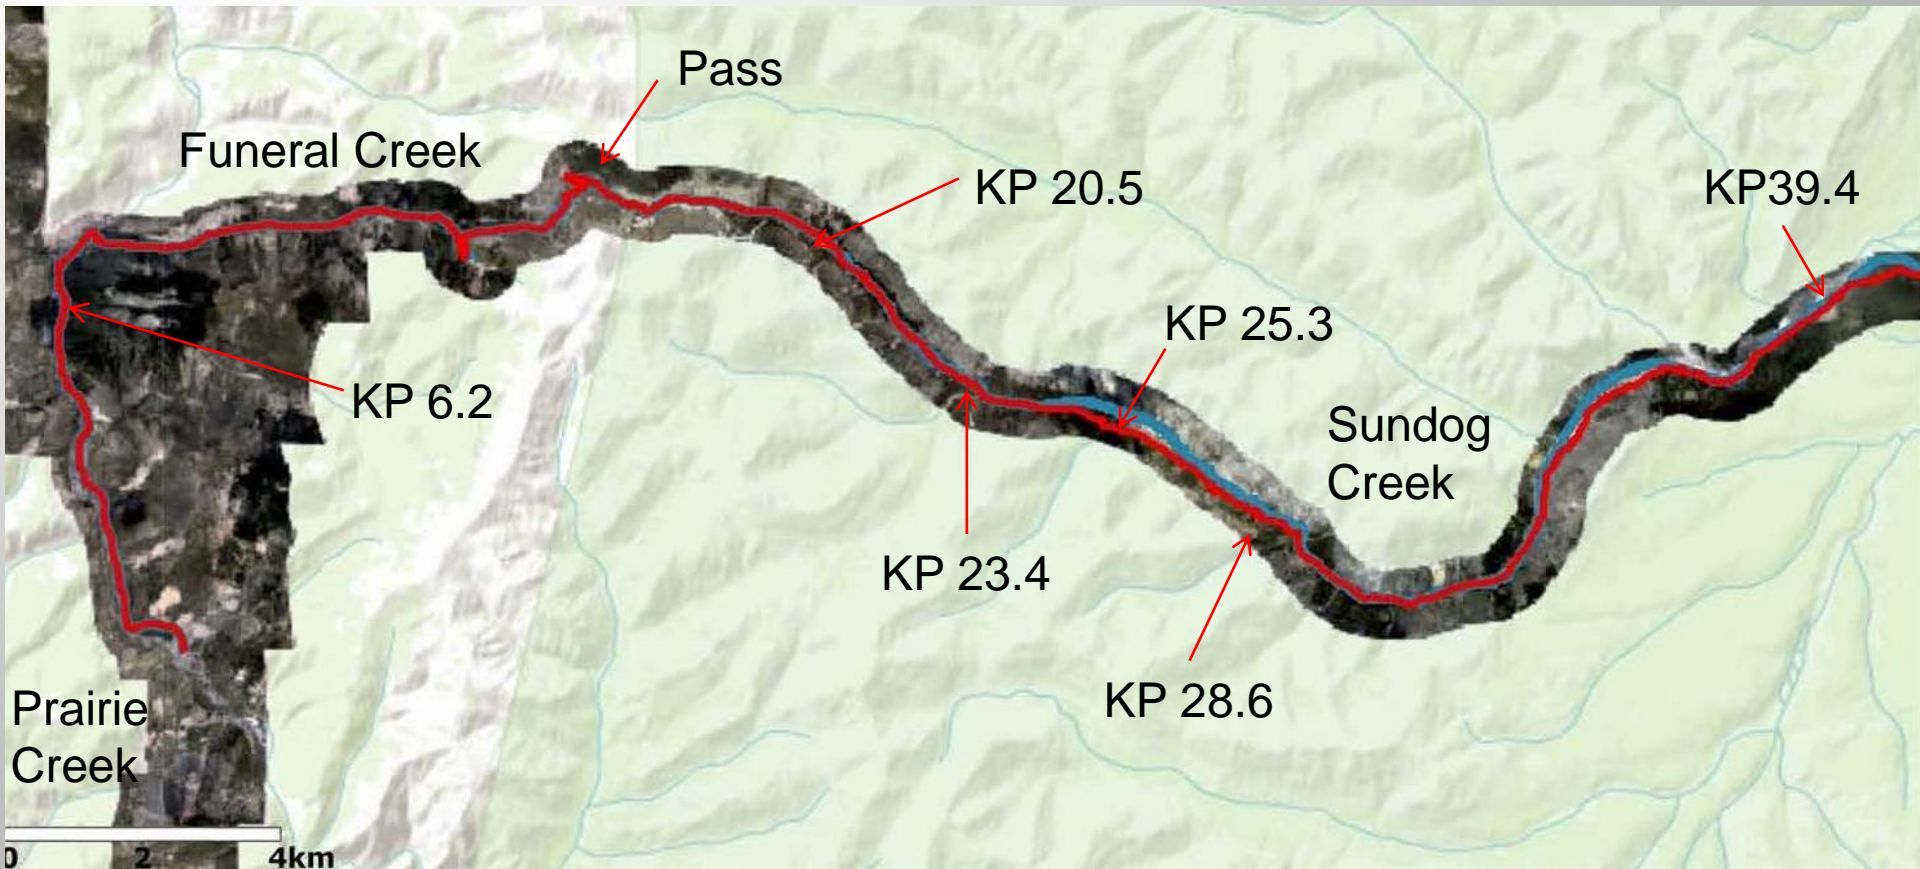 Pass
Funeral Creek
KP 20.5
KP39.4
KP 25.3
KP 6.2
Sundog
Creek
KP 23.4
KP 28.6
Prairie
Creek
0 2 4km